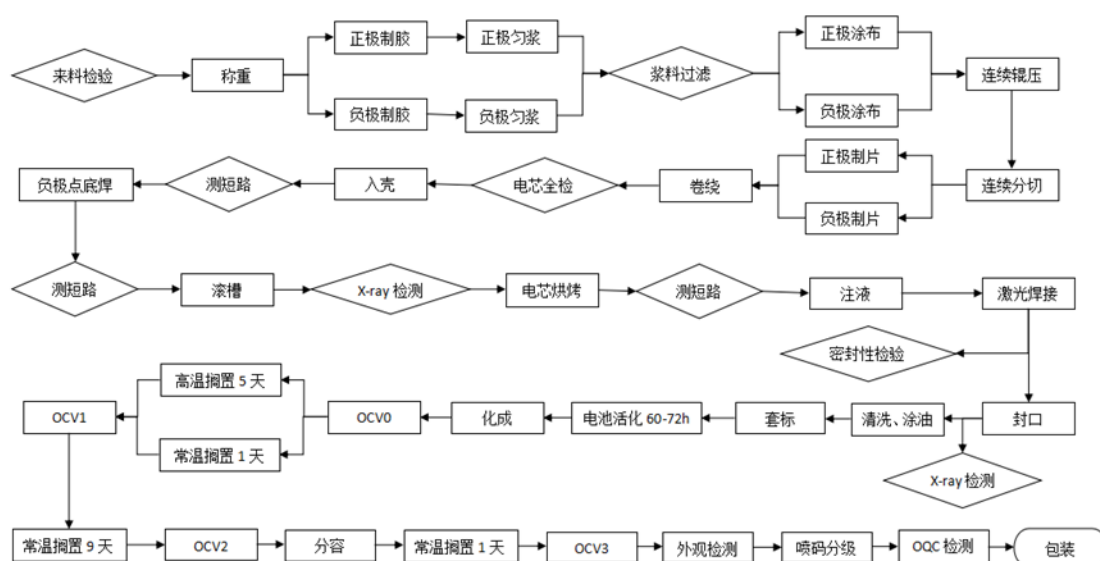 来料检验
称重
正极制胶
正极匀浆
负极制胶
负极匀浆
浆料过滤
正极涂布
负极涂布
连续辊压
连续分切
正极制片
负极制片
卷绕
电芯全检
入壳
测短路
负极点底焊
测短路
滚槽
X-ray 检测
电芯烘烤
测短路
注液
激光焊接
密封性检验
封口
X-ray 检测
清洗、涂油
套标
电池活化 60-72h
化成
OCV0
高温搁置 5 天
常温搁置 1 天
OCV1
常温搁置 9 天
OCV2
分容
常温搁置 1 天
OCV3
外观检测
喷码分级
OQC 检测
包装